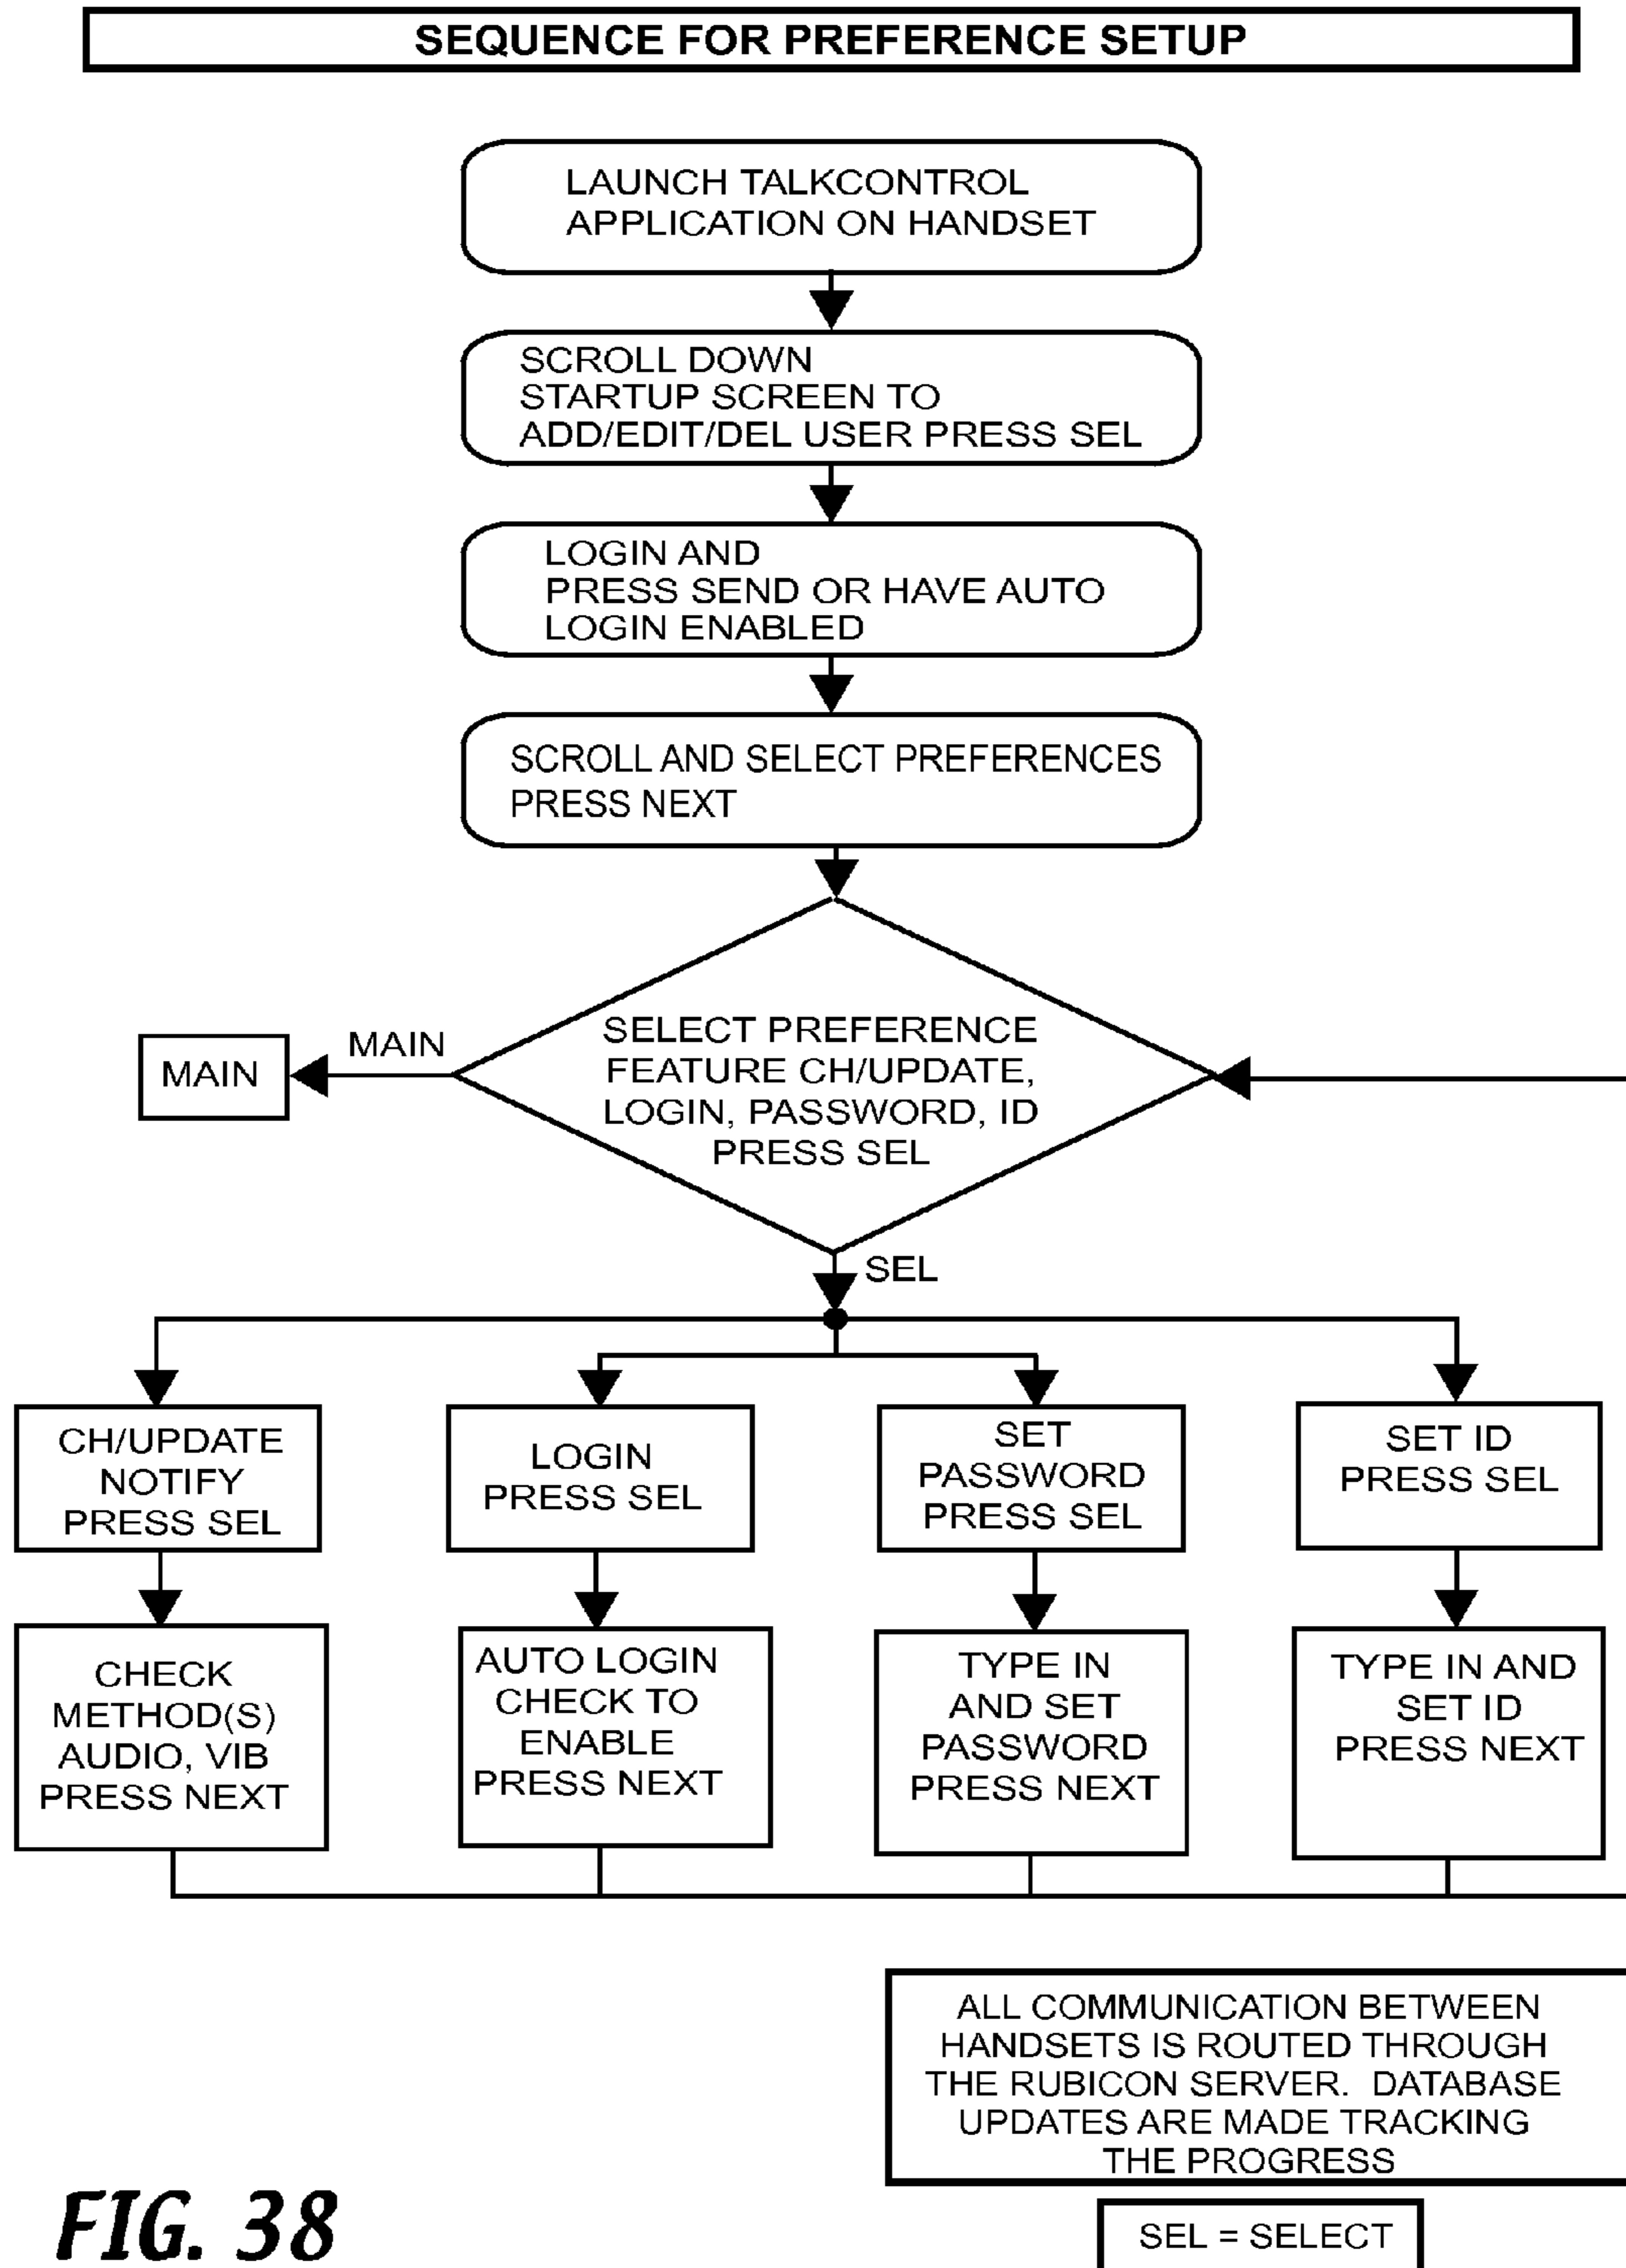 SEQUENCE FOR PREFERENCE SETUP
LAUNCH TALKCONTROL
APPLICATION ON HANDSET
SCROLL DOWN
STARTUP SCREEN TO
ADD/EDIT/DEL USER PRESS SEL
LOGIN AND
PRESS SEND OR HAVE AUTO
LOGIN ENABLED
SCROLL AND SELECT PREFERENCES
PRESS NEXT
SELECT PREFERENCE
FEATURE CH/UPDATE,
LOGIN, PASSWORD, ID
PRESS SEL
MAIN
MAIN
SEL
CH/UPDATE
NOTIFY
PRESS SEL
LOGIN
PRESS SEL
SET
PASSWORD
PRESS SEL
SET ID
PRESS SEL
CHECK
METHOD(S)
AUDIO, VIB
PRESS NEXT
AUTO LOGIN
CHECK TO
ENABLE
PRESS NEXT
TYPE IN
AND SET
PASSWORD
PRESS NEXT
TYPE IN AND
SET ID
PRESS NEXT
ALL COMMUNICATION BETWEEN
HANDSETS IS ROUTED THROUGH
THE RUBICON SERVER. DATABASE
UPDATES ARE MADE TRACKING
THE PROGRESS
SEL = SELECT
FIG. 38